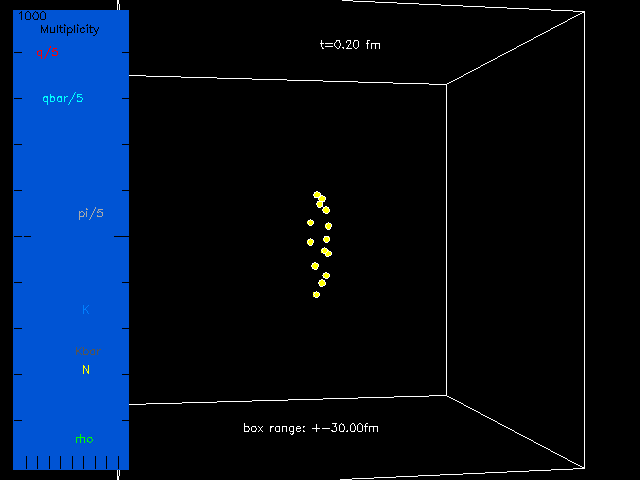 1000
Multiplicity
t=0.20 fm
qbar/5
pi/5
K
Kbar
N
box range: +-30.00fm
rho